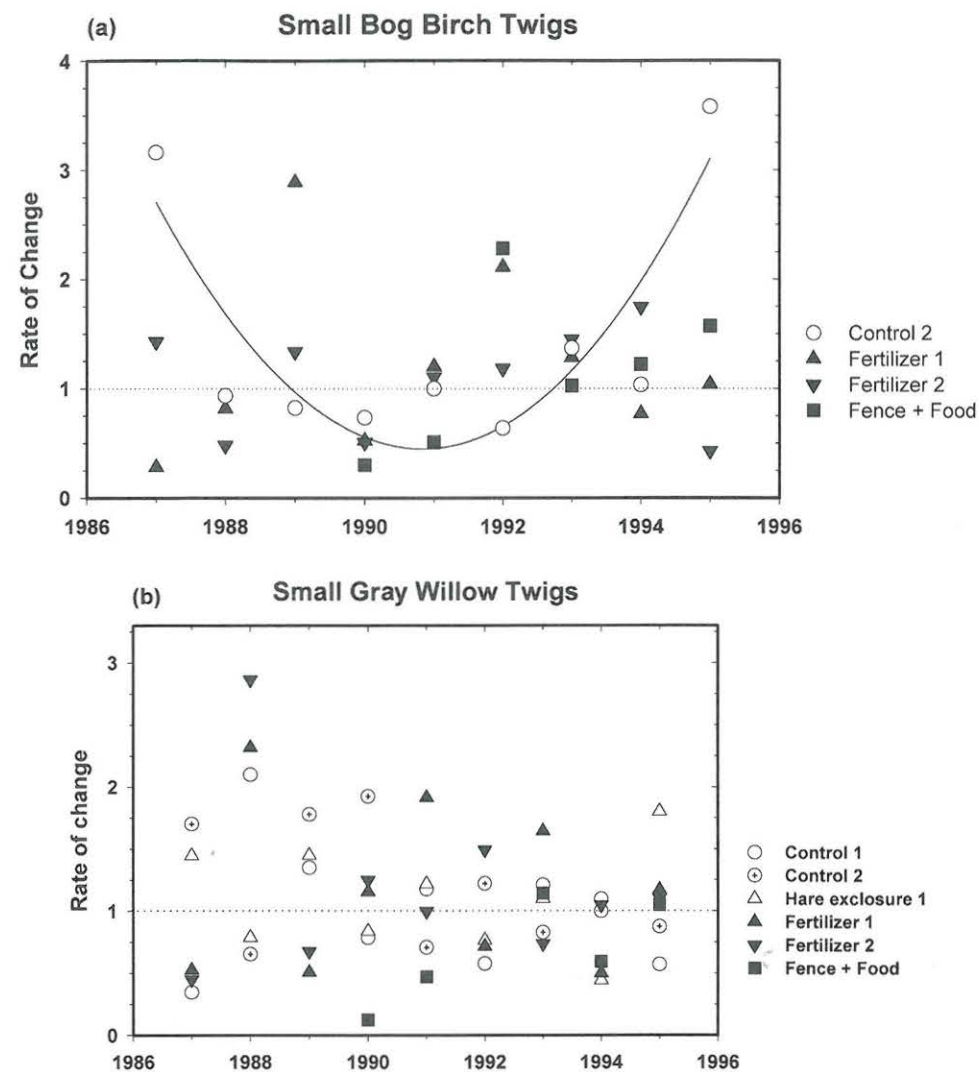 (a) Small Bog Birch Twigs
4
3
2
1
0
Rate of Change
1986 1988 1990 1992 1994 1996
Control 2
Fertilizer 1
Fertilizer 2
Fence + Food
(b) Small Gray Willow Twigs
3
2
1
0
Rate of change
1986 1988 1990 1992 1994 1996
Control 1
Control 2
Hare exclosure 1
Fertilizer 1
Fertilizer 2
Fence + Food